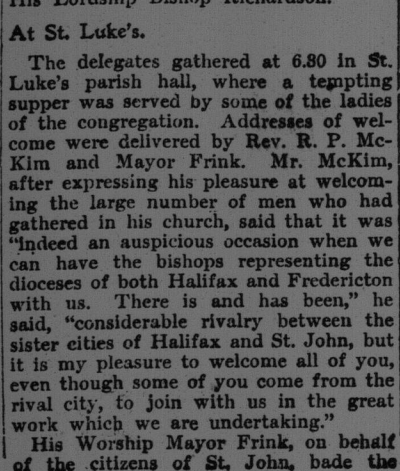 His Lordship Bishop Richardson.
At St. Luke's.
The delegates gathered at 6.30 in St.
Luke's parish hall, where a tempting
supper was served by some of the ladies
of the congregation. Addresses of wel-
come were delivered by Rev. R. P. Mc-
Kim and Mayor Frink. Mr. McKim,
after expressing his pleasure at welcom-
ing the large number of men who had
gathered in his church, said that it was
"indeed an auspicious occasion when we
can have the bishops representing the
dioceses of both Halifax and Fredericton
with us. There is and has been," he
said, "considerable rivalry between the
sister cities of Halifax and St. John, but
it is my pleasure to welcome all of you,
even though some of you come from the
rival city, to join with us in the great
work which we are undertaking."
His Worship Mayor Frink, on behalf
of the citizens of St. John, bade the